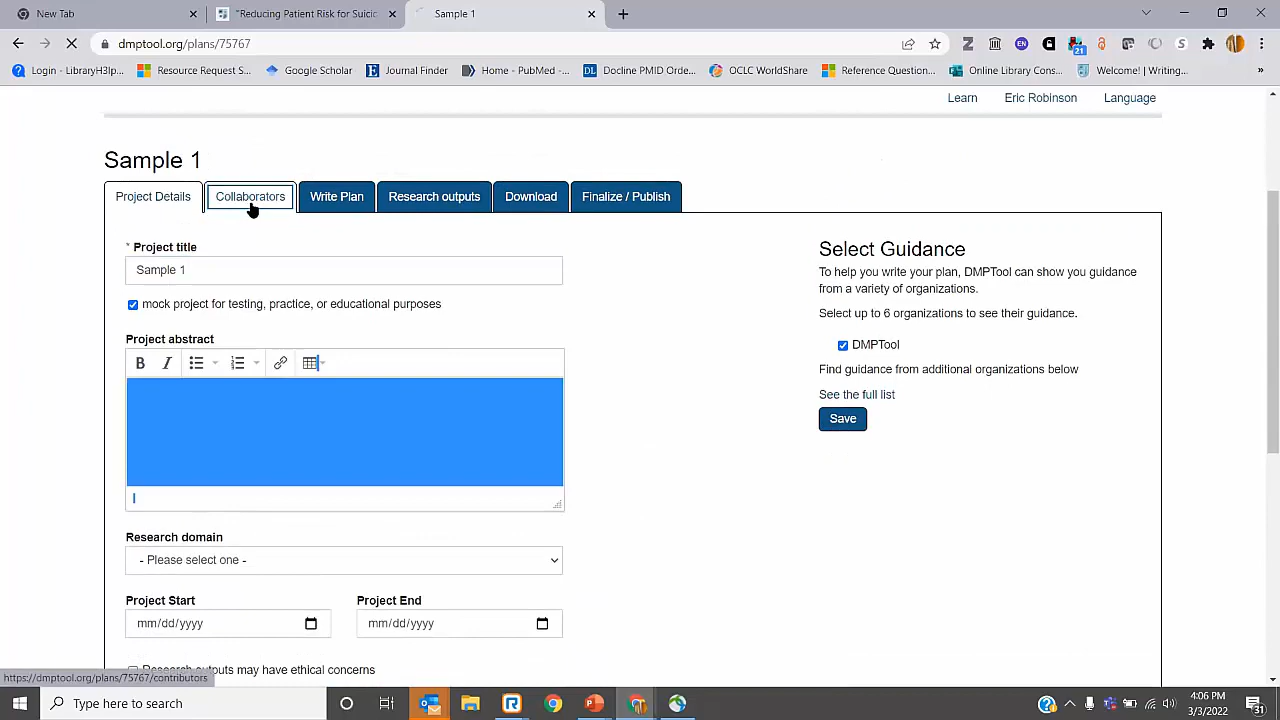 New Tab
"Reducing Patient Risk for Suicid
Sample 1
dmptool.org/plans/75767
EN
21
Login - LibraryH3lp...
Resource Request S...
Google Scholar
Journal Finder
Home - PubMed -...
Docline PMID Orde...
OCLC WorldShare
Reference Question...
Online Library Cons...
Welcome! | Writing...
Learn
Eric Robinson
Language
Sample 1
Project Details
Collaborators
Write Plan
Research outputs
Download
Finalize / Publish
* Project title
Sample 1
mock project for testing, practice, or educational purposes
Project abstract
B I
Research domain
- Please select one -
Project Start
Project End
mm/dd/yyyy
mm/dd/yyyy
Research outputs may have ethical concerns
Select Guidance
To help you write your plan, DMPTool can show you guidance
from a variety of organizations.
Select up to 6 organizations to see their guidance.
DMPTool
Find guidance from additional organizations below
See the full list
Save
https://dmptool.org/plans/75767/contributors
Type here to search
4:06 PM
3/3/2022
31